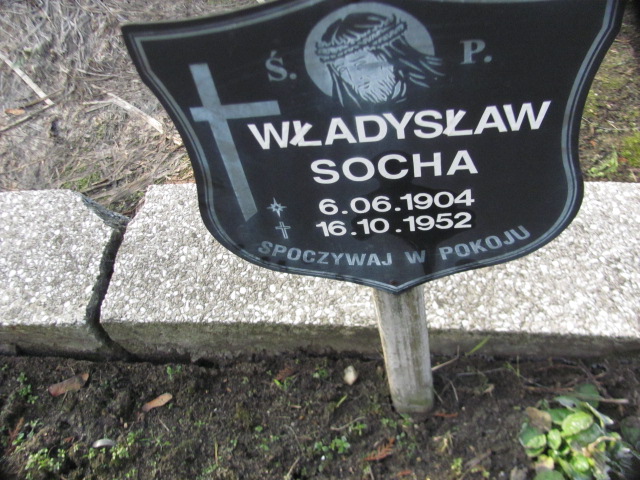 Ś. P.
WŁADYSŁAW
SOCHA
6.06.1904
16.10.1952
SPOCZYWAJ W POKOJU